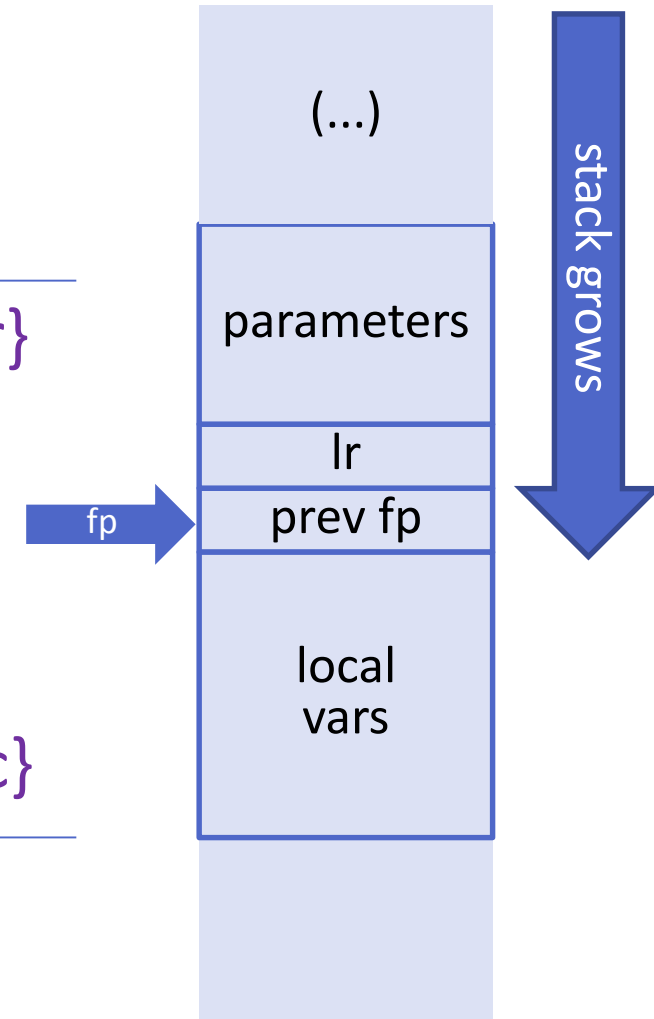 (...)
stack grows
parameters
r}
lr
prev fp
fp
local
vars
c}